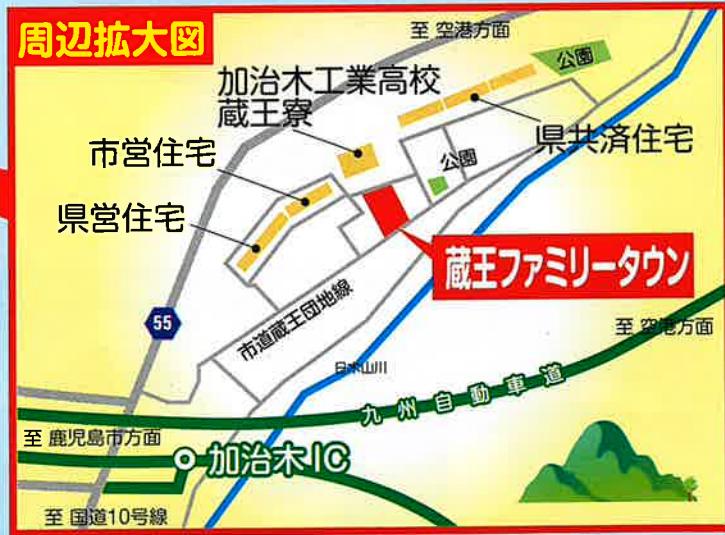 周辺拡大図
至 空港方面
公園
加治木工業高校
蔵王寮
県共済住宅
市営住宅
公園
県営住宅
蔵王ファミリータウン
55
市道蔵王団地線
至 空港方面
日木山川
九州自動車道
至 鹿児島市方面
加治木IC
至 国道10号線